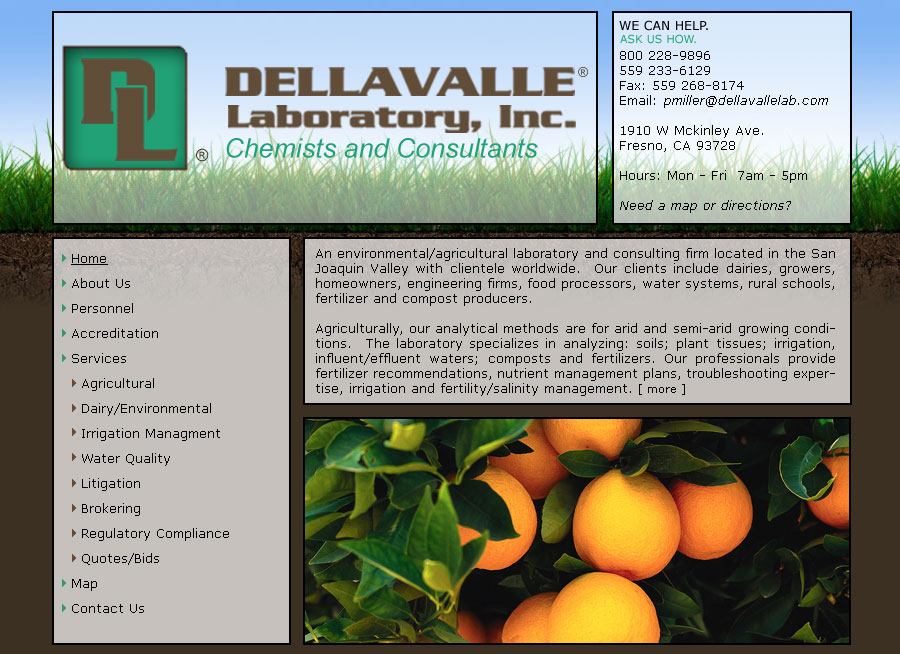 DL®
DELLAVALLE®
Laboratory, Inc.
Chemists and Consultants
WE CAN HELP.
ASK US HOW.
800 228-9896
559 233-6129
Fax: 559 268-8174
Email: pmiller@dellavallelab.com
1910 W Mckinley Ave.
Fresno, CA 93728
Hours: Mon - Fri 7am - 5pm
Need a map or directions?
Home
About Us
Personnel
Accreditation
Services
Agricultural
Dairy/Environmental
Irrigation Managment
Water Quality
Litigation
Brokering
Regulatory Compliance
Quotes/Bids
Map
Contact Us
An environmental/agricultural laboratory and consulting firm located in the San
Joaquin Valley with clientele worldwide. Our clients include dairies, growers,
homeowners, engineering firms, food processors, water systems, rural schools,
fertilizer and compost producers.
Agriculturally, our analytical methods are for arid and semi-arid growing condi-
tions. The laboratory specializes in analyzing: soils; plant tissues; irrigation,
influent/effluent waters; composts and fertilizers. Our professionals provide
fertilizer recommendations, nutrient management plans, troubleshooting exper-
tise, irrigation and fertility/salinity management. [ more ]